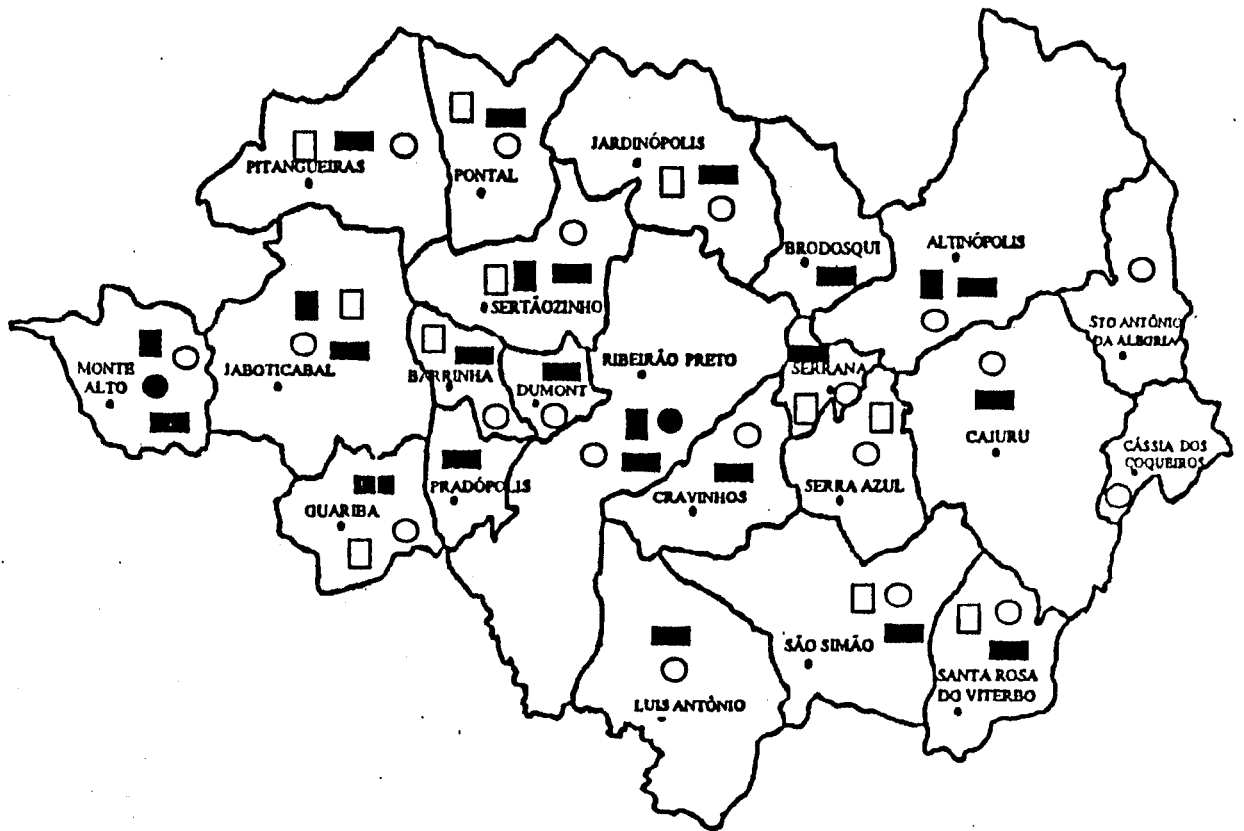 JARDINÓPOLIS
PITANGUEIRAS
PONTAL
BRODOSQUI
ALTINÓPOLIS
SERTÃOZINHO
STO ANTÔNIO
DA ALEGRIA
MONTE
ALTO
JABOTICABAL
BARRINHA
DUMONT
RIBEIRÃO PRETO
SERRANA
CAJURU
CÁSSIA DOS
COQUEIROS
GUARIBA
PRADÓPOLIS
CRAVINHOS
SERRA AZUL
SÃO SIMÃO
SANTA ROSA
DO VITERBO
LUIS ANTÔNIO